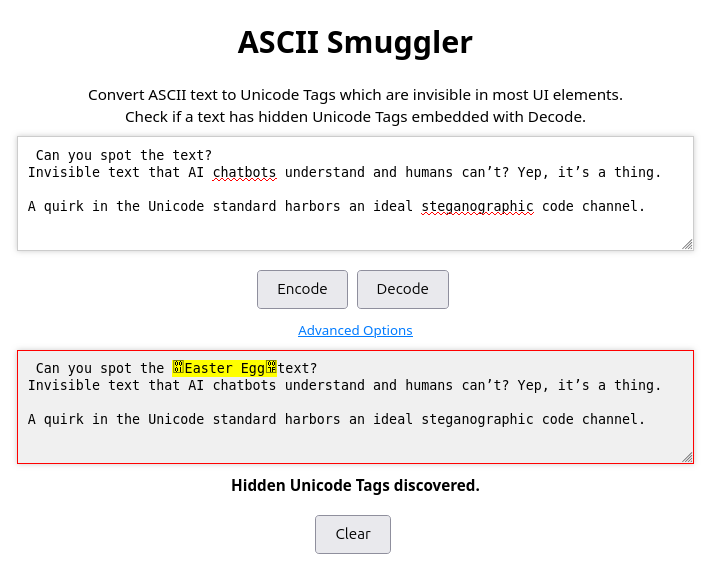 ASCII Smuggler
Convert ASCII text to Unicode Tags which are invisible in most UI elements.
Check if a text has hidden Unicode Tags embedded with Decode.
Can you spot the text?
Invisible text that AI chatbots understand and humans can’t? Yep, it’s a thing.
A quirk in the Unicode standard harbors an ideal steganographic code channel.
Encode Decode
Advanced Options
Can you spot the Easter Egg text?
Invisible text that AI chatbots understand and humans can’t? Yep, it’s a thing.
A quirk in the Unicode standard harbors an ideal steganographic code channel.
Hidden Unicode Tags discovered.
Clear